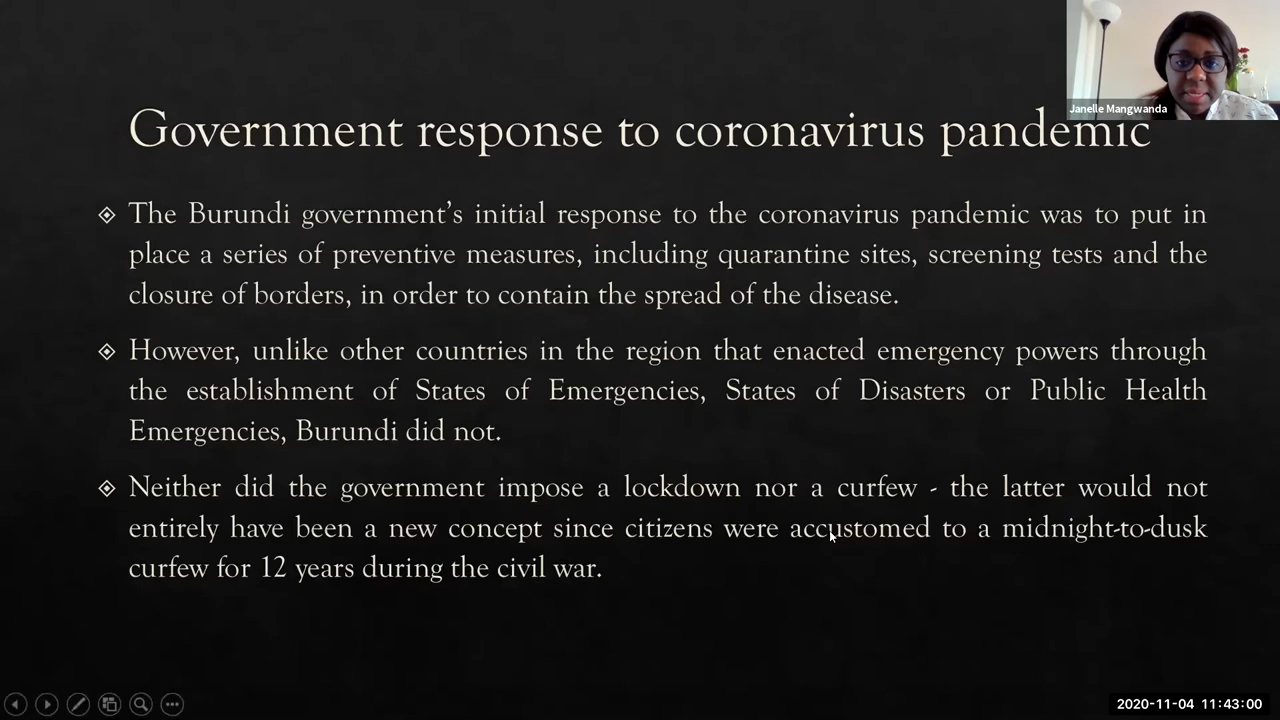 Janelle Mangwanda
Government response to coronavirus pandemic
The Burundi government's initial response to the coronavirus pandemic was to put in
place a series of preventive measures, including quarantine sites, screening tests and the
closure of borders, in order to contain the spread of the disease.
However, unlike other countries in the region that enacted emergency powers through
the establishment of States of Emergencies, States of Disasters or Public Health
Emergencies, Burundi did not.
Neither did the government impose a lockdown nor a curfew - the latter would not
entirely have been a new concept since citizens were accustomed to a midnight-to-dusk
curfew for 12 years during the civil war.
2020-11-04 11:43:00